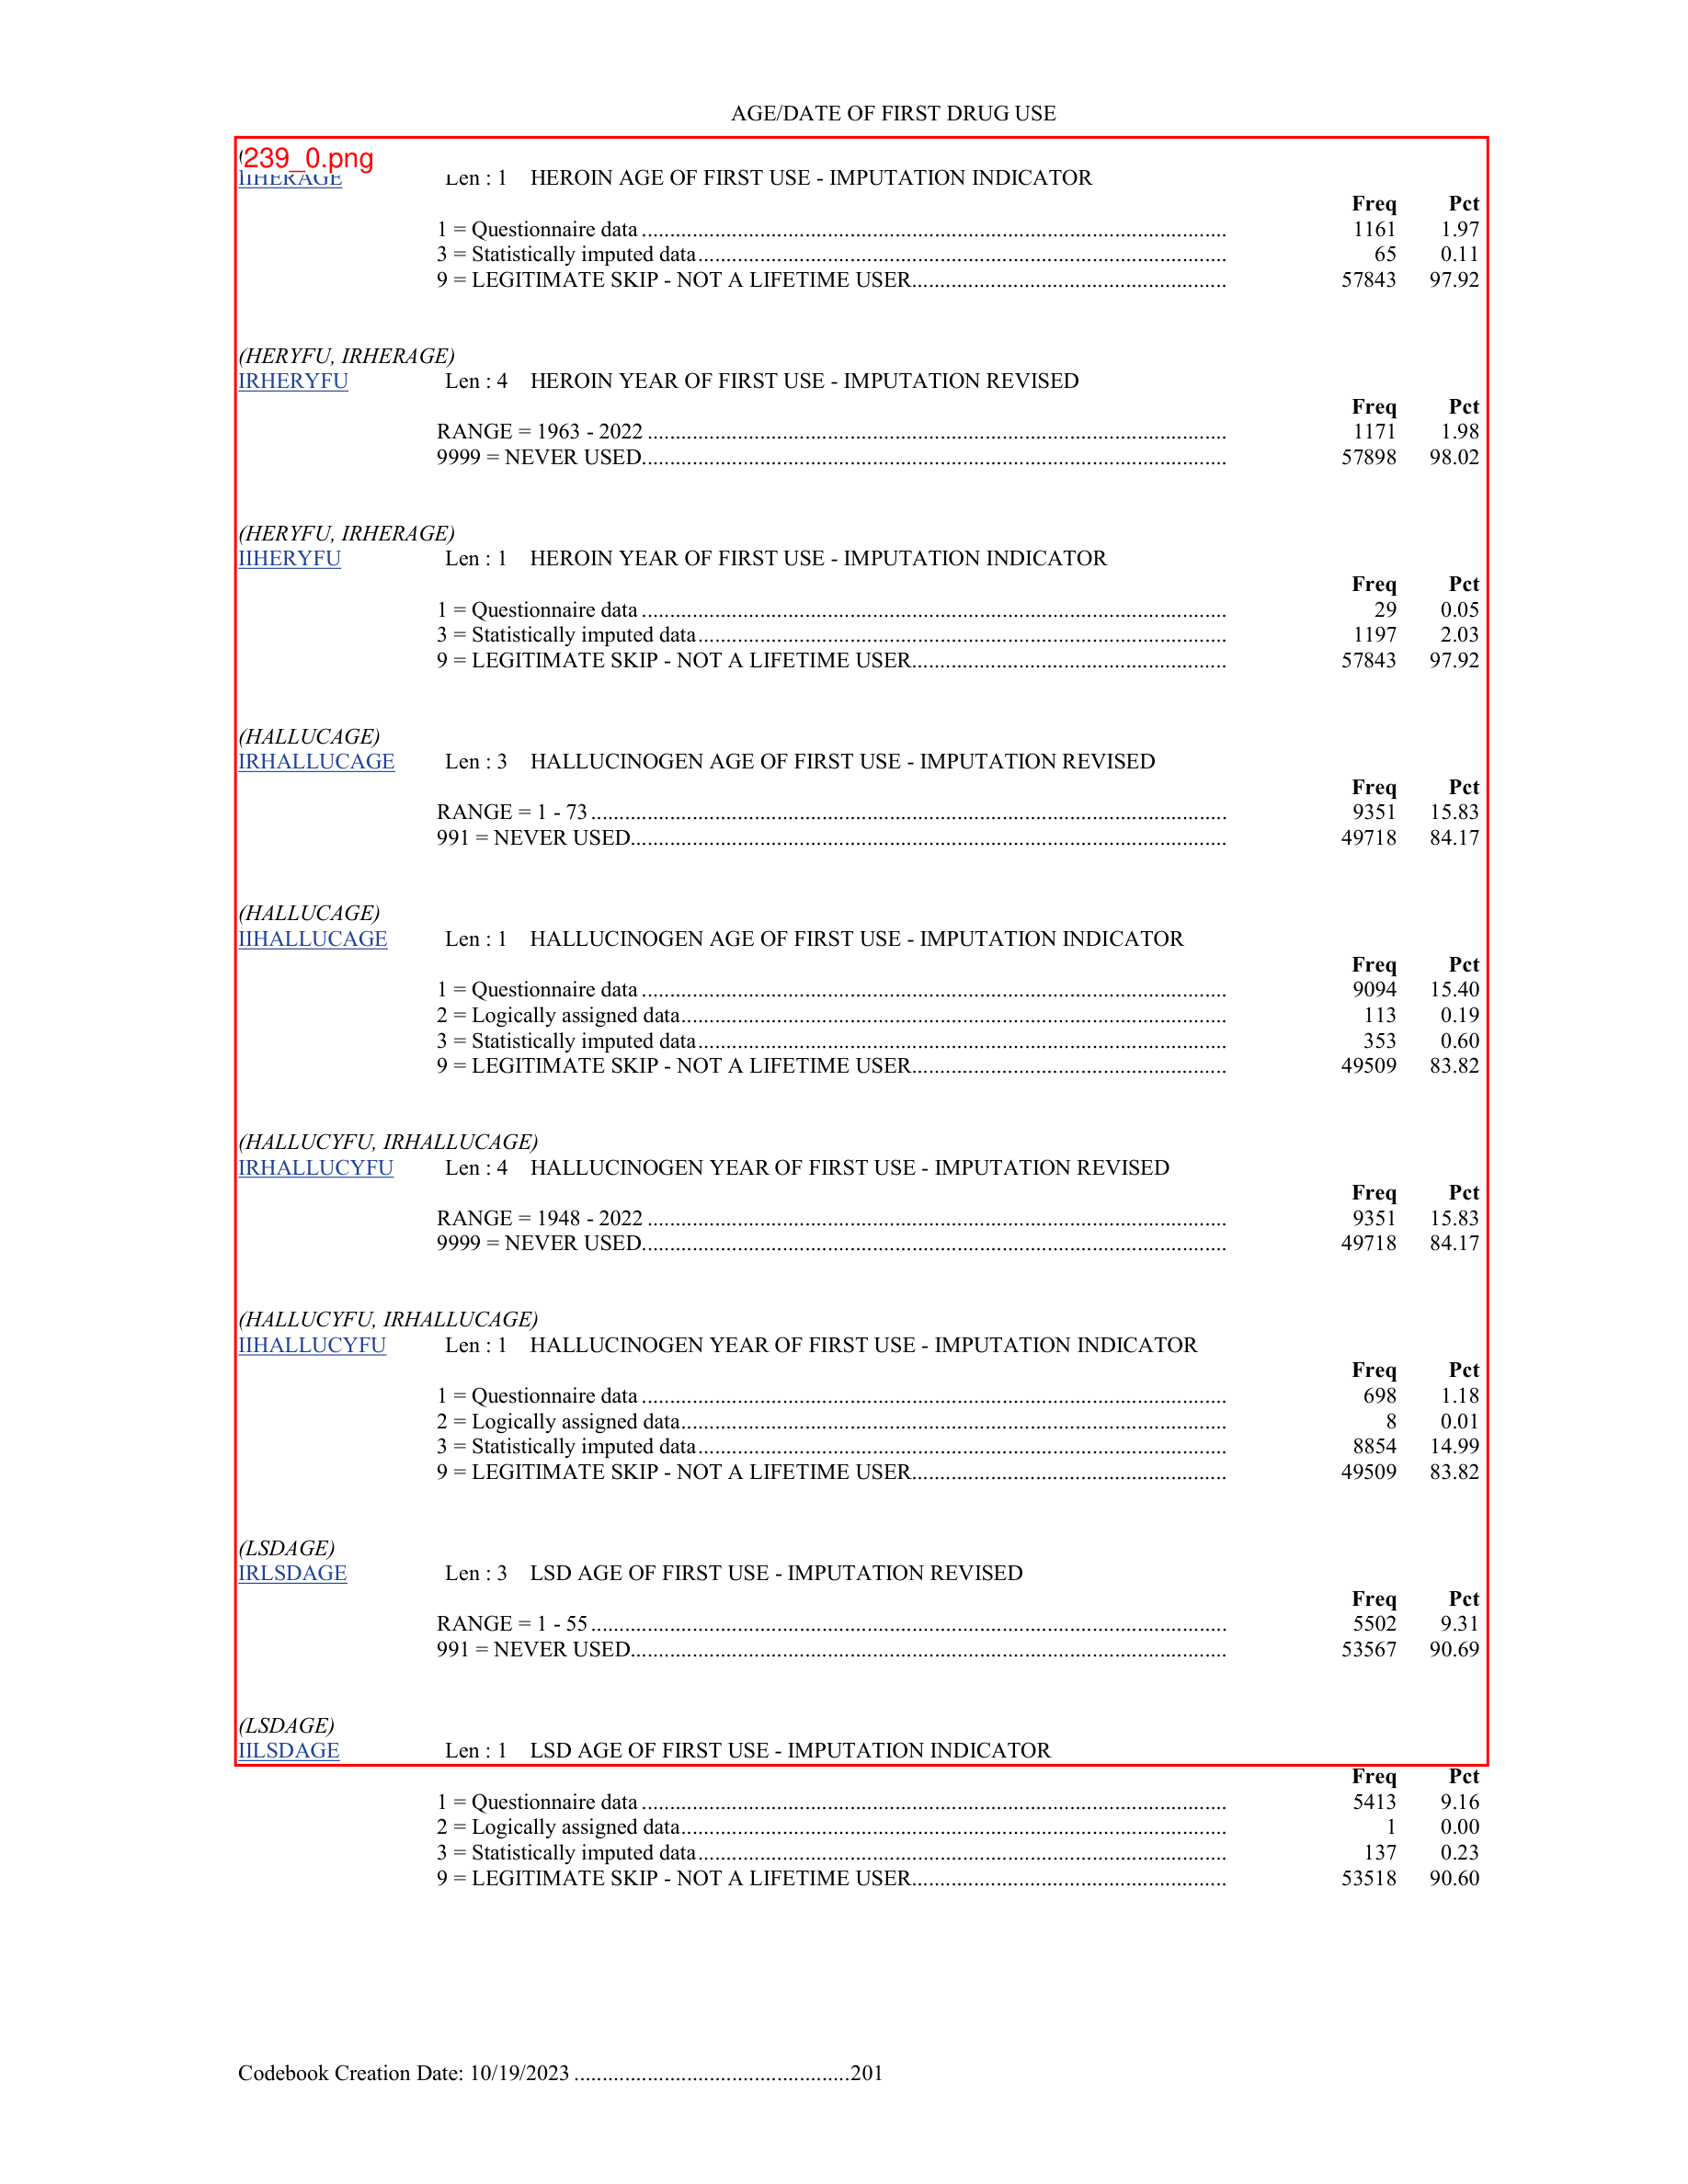 AGE/DATE OF FIRST DRUG USE
239_0.png
IIHERAGE Len : 1 HEROIN AGE OF FIRST USE - IMPUTATION INDICATOR
Freq Pct
1 = Questionnaire data ........ 1161 1.97
3 = Statistically imputed data ........ 65 0.11
9 = LEGITIMATE SKIP - NOT A LIFETIME USER ........ 57843 97.92
(HERYFU, IRHERAGE)
IRHERYFU Len : 4 HEROIN YEAR OF FIRST USE - IMPUTATION REVISED
Freq Pct
RANGE = 1963 - 2022 ........ 1171 1.98
9999 = NEVER USED ........ 57898 98.02
(HERYFU, IRHERAGE)
IIHERYFU Len : 1 HEROIN YEAR OF FIRST USE - IMPUTATION INDICATOR
Freq Pct
1 = Questionnaire data ........ 29 0.05
3 = Statistically imputed data ........ 1197 2.03
9 = LEGITIMATE SKIP - NOT A LIFETIME USER ........ 57843 97.92
(HALLUCAGE)
IRHALLUCAGE Len : 3 HALLUCINOGEN AGE OF FIRST USE - IMPUTATION REVISED
Freq Pct
RANGE = 1 - 73 ........ 9351 15.83
991 = NEVER USED ........ 49718 84.17
(HALLUCAGE)
IIHALLUCAGE Len : 1 HALLUCINOGEN AGE OF FIRST USE - IMPUTATION INDICATOR
Freq Pct
1 = Questionnaire data ........ 9094 15.40
2 = Logically assigned data ........ 113 0.19
3 = Statistically imputed data ........ 353 0.60
9 = LEGITIMATE SKIP - NOT A LIFETIME USER ........ 49509 83.82
(HALLUCYFU, IRHALLUCAGE)
IRHALLUCYFU Len : 4 HALLUCINOGEN YEAR OF FIRST USE - IMPUTATION REVISED
Freq Pct
RANGE = 1948 - 2022 ........ 9351 15.83
9999 = NEVER USED ........ 49718 84.17
(HALLUCYFU, IRHALLUCAGE)
IIHALLUCYFU Len : 1 HALLUCINOGEN YEAR OF FIRST USE - IMPUTATION INDICATOR
Freq Pct
1 = Questionnaire data ........ 698 1.18
2 = Logically assigned data ........ 8 0.01
3 = Statistically imputed data ........ 8854 14.99
9 = LEGITIMATE SKIP - NOT A LIFETIME USER ........ 49509 83.82
(LSDAGE)
IRLSDAGE Len : 3 LSD AGE OF FIRST USE - IMPUTATION REVISED
Freq Pct
RANGE = 1 - 55 ........ 5502 9.31
991 = NEVER USED ........ 53567 90.69
(LSDAGE)
IILSDAGE Len : 1 LSD AGE OF FIRST USE - IMPUTATION INDICATOR
Freq Pct
1 = Questionnaire data ........ 5413 9.16
2 = Logically assigned data ........ 1 0.00
3 = Statistically imputed data ........ 137 0.23
9 = LEGITIMATE SKIP - NOT A LIFETIME USER ........ 53518 90.60
Codebook Creation Date: 10/19/2023 ........ 201